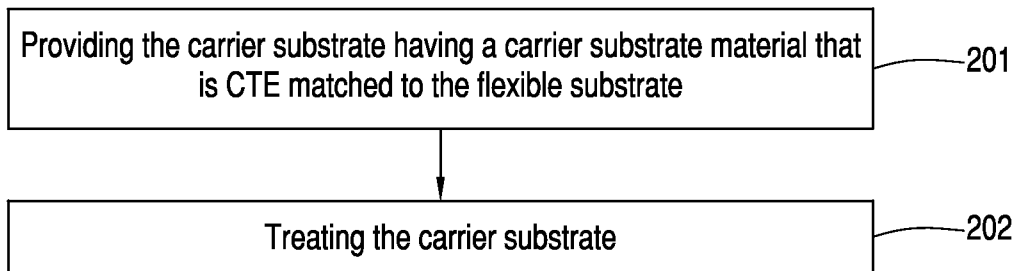 Providing the carrier substrate having a carrier substrate material that
is CTE matched to the flexible substrate
201
Treating the carrier substrate
202